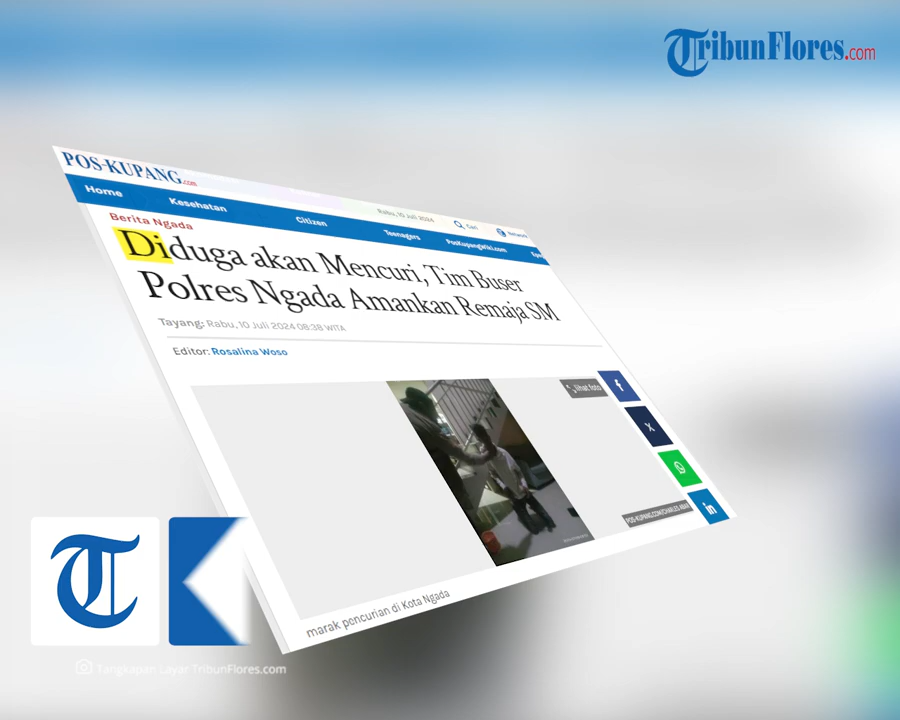 TribunFlores.com
POS-KUPANG.com
Rabu, 10 Juli 2024
Cari
Network
Home
Kesehatan
Citizen
Teenagers
PosKupangWiki.com
Berita Ngada
Diduga akan Mencuri, Tim Buser
Polres Ngada Amankan Remaja SM
Tayang: Rabu, 10 Juli 2024 08:38 WITA
Editor: Rosalina Woso
lihat foto
marak pencurian di Kota Ngada
Tangkapan Layar TribunFlores.com